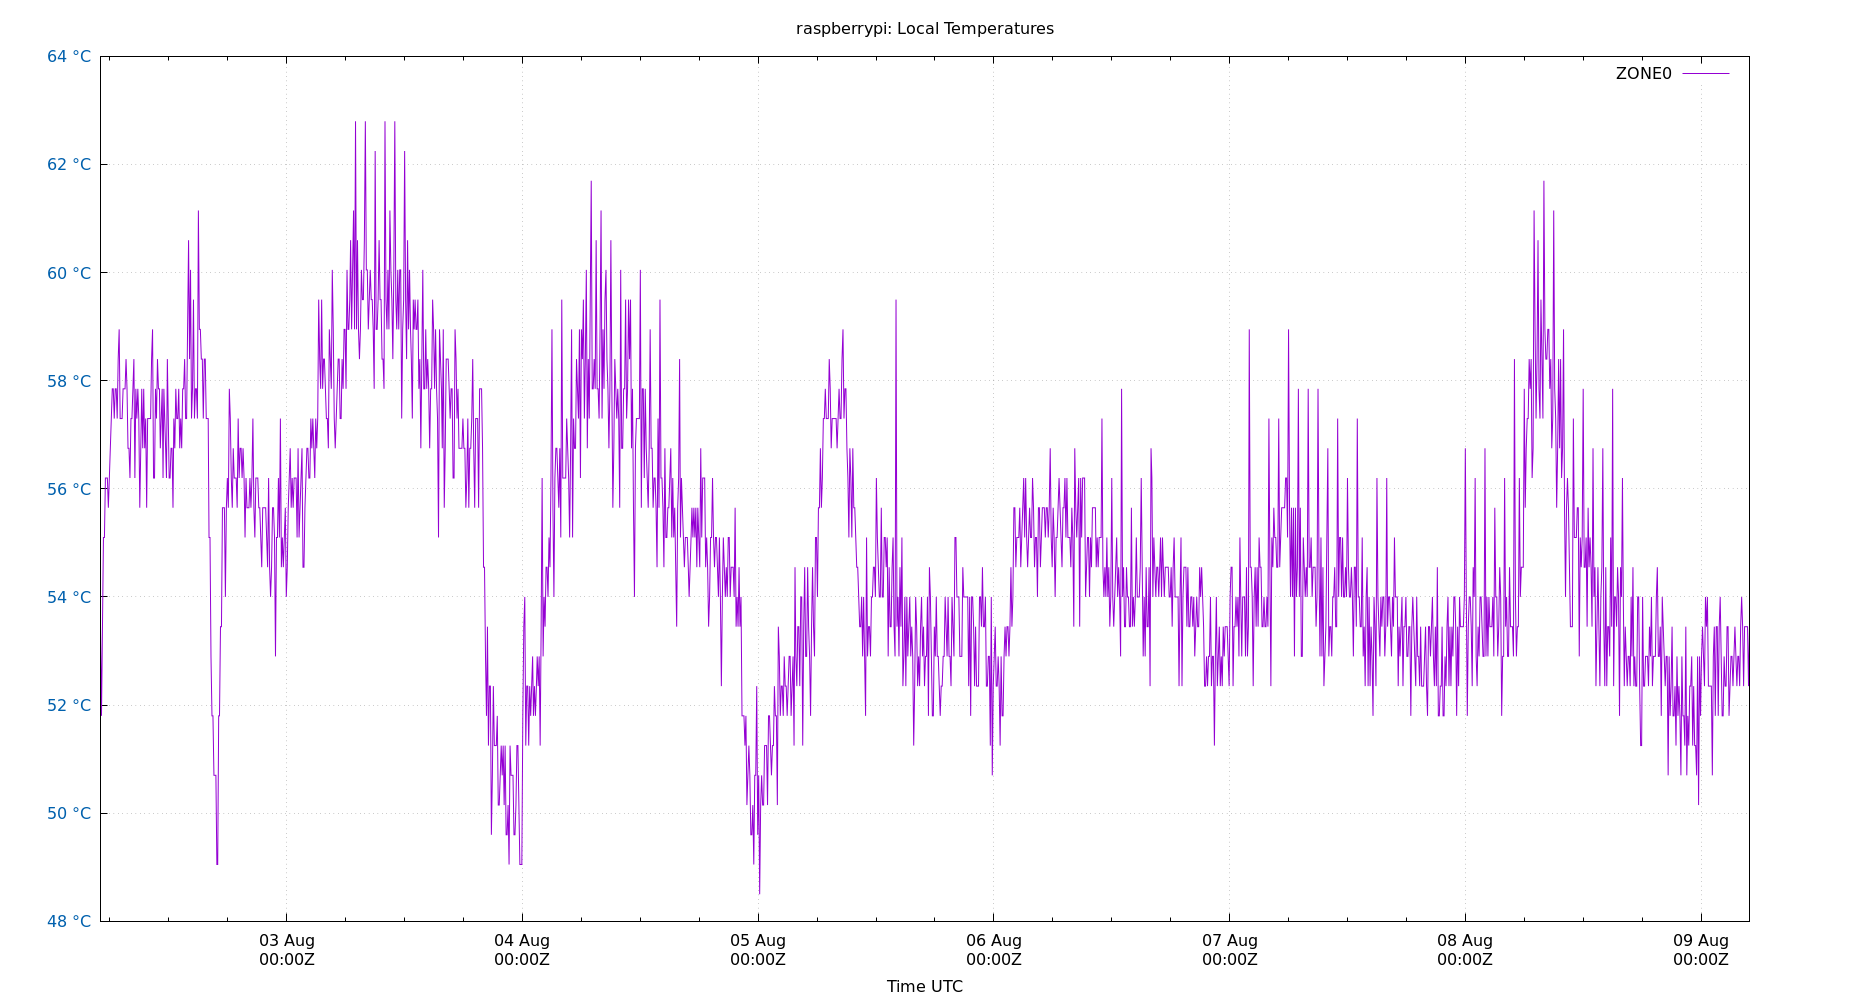 raspberrypi: Local Temperatures
64 °C
ZONE0
62 °C
60 °C
58 °C
56 °C
54 °C
52 °C
50 °C
48 °C
03 Aug 04 Aug 05 Aug 06 Aug 07 Aug 08 Aug 09 Aug
00:00Z 00:00Z 00:00Z 00:00Z 00:00Z 00:00Z 00:00Z
Time UTC